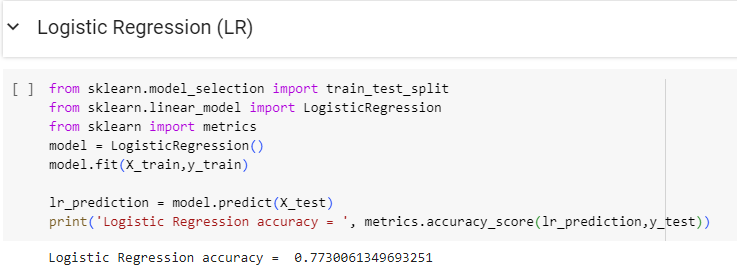 Logistic Regression (LR)
[ ] from sklearn.model_selection import train_test_split
from sklearn.linear_model import LogisticRegression
from sklearn import metrics
model = LogisticRegression()
model.fit(X_train,y_train)
lr_prediction = model.predict(X_test)
print('Logistic Regression accuracy = ', metrics.accuracy_score(lr_prediction,y_test))
Logistic Regression accuracy =  0.7730061349693251